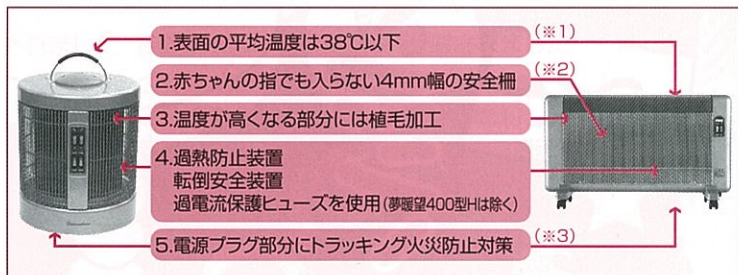 1.表面の平均温度は38℃以下
(※1)
2.赤ちゃんの指でも入らない4mm幅の安全柵
(※2)
3.温度が高くなる部分には植毛加工
4.過熱防止装置
転倒安全装置
過電流保護ヒューズを使用(夢暖望400型Hは除く)
5.電源プラグ部分にトラッキング火災防止対策
(※3)